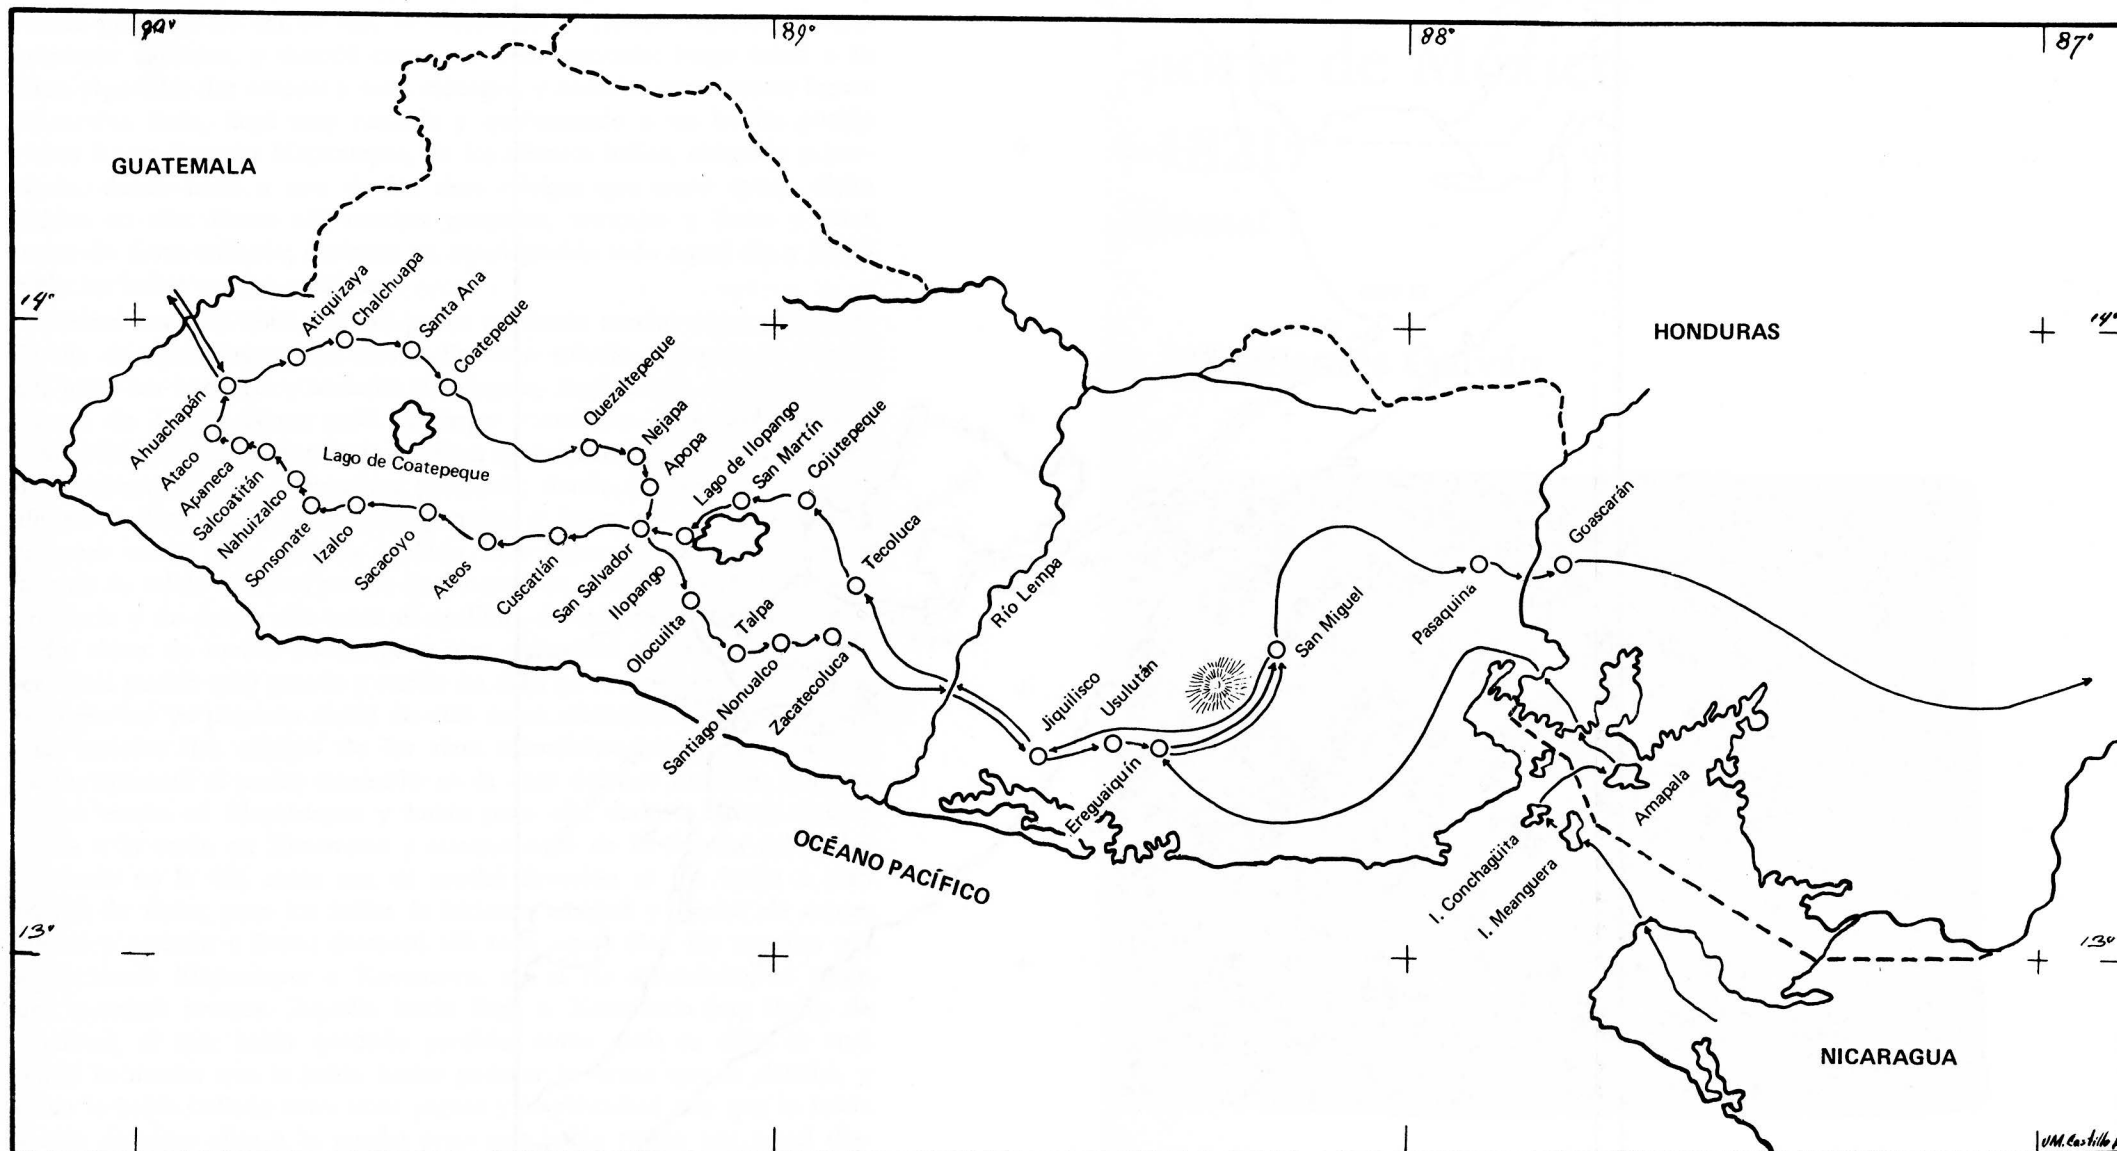 90°
89°
88°
87°
GUATEMALA
14°
Atiquizaya
Chalchuapa
Santa Ana
Coatepeque
HONDURAS
14°
Quezaltepeque
Nejapa
Apopa
Lago de Ilopango
San Martín
Cojutepeque
Ahuachapán
Ataco
Apaneca
Salcoatitán
Nahuizalco
Sonsonate
Izalco
Lago de Coatepeque
Sacacoyo
Ateos
Cuscatlán
San Salvador
Ilopango
Olocuilta
Talpa
Santiago Nonualco
Zacatecoluca
Tecoluca
Río Lempa
Jiquilisco
Usulután
Ereguaiquín
San Miguel
Pasaquina
Goascarán
Amapala
I. Conchagüita
I. Meanguera
OCÉANO PACÍFICO
13°
13°
NICARAGUA